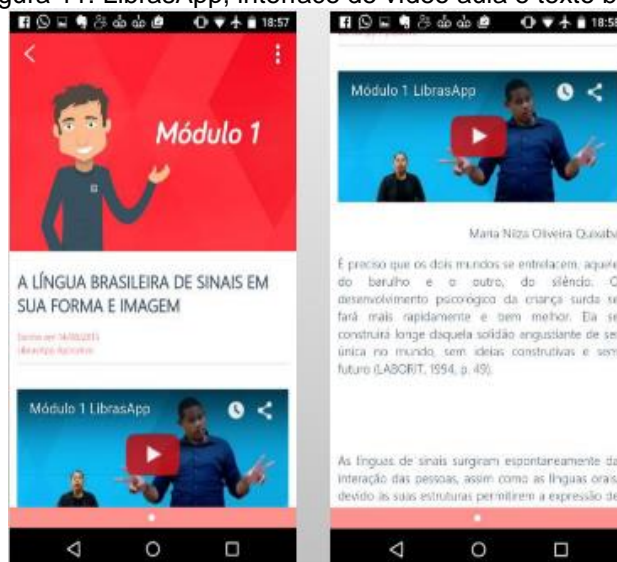 LibrasApp, interface de vídeo aula e texto b
18:57
Módulo 1
A LÍNGUA BRASILEIRA DE SINAIS EM
SUA FORMA E IMAGEM
Módulo 1 LibrasApp
18:58
Módulo 1 LibrasApp
Maria Nilza Oliveira Quixaba
É preciso que os dois mundos se entrelacem, aquele
do barulho e o outro, do silêncio. O
desenvolvimento psicológico da criança surda se
fará mais rapidamente e bem melhor. Ela se
construirá longe daquela solidão angustiante de ser
única no mundo, sem ideias construtivas e sem
futuro (LABORIT, 1994, p. 49).
As línguas de sinais surgiram espontaneamente da
interação das pessoas, assim como as línguas orais
devido às suas estruturas permitirem a expressão de